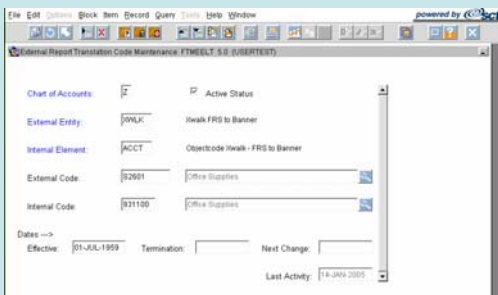 File Edit Options Block Item Record Query Tools Help Window powered by SCT
External Report Translation Code Maintenance FTMEELT 5.0 (USERTEST)
Chart of Accounts: Z Active Status
External Entity: XWLK Xwalk FRS to Banner
Internal Element: ACCT Objectcode Xwalk - FRS to Banner
External Code: Office Supplies
Internal Code: 931100 Office Supplies
Dates --->
Effective: 01-JUL-1959 Termination: Next Change:
Last Activity: 14-JAN-2005